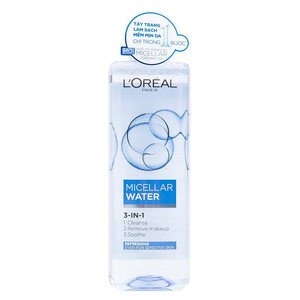 TẨY TRANG
LÀM SẠCH
MỀM MỊN DA
CHỈ TRONG
BƯỚC
MICELLAR
L'ORÉAL
PARIS
MICELLAR
WATER
3-IN-1
1.Cleanse
2.Remove makeup
3.Soothe
REFRESHING
EVEN FOR SENSITIVE SKIN